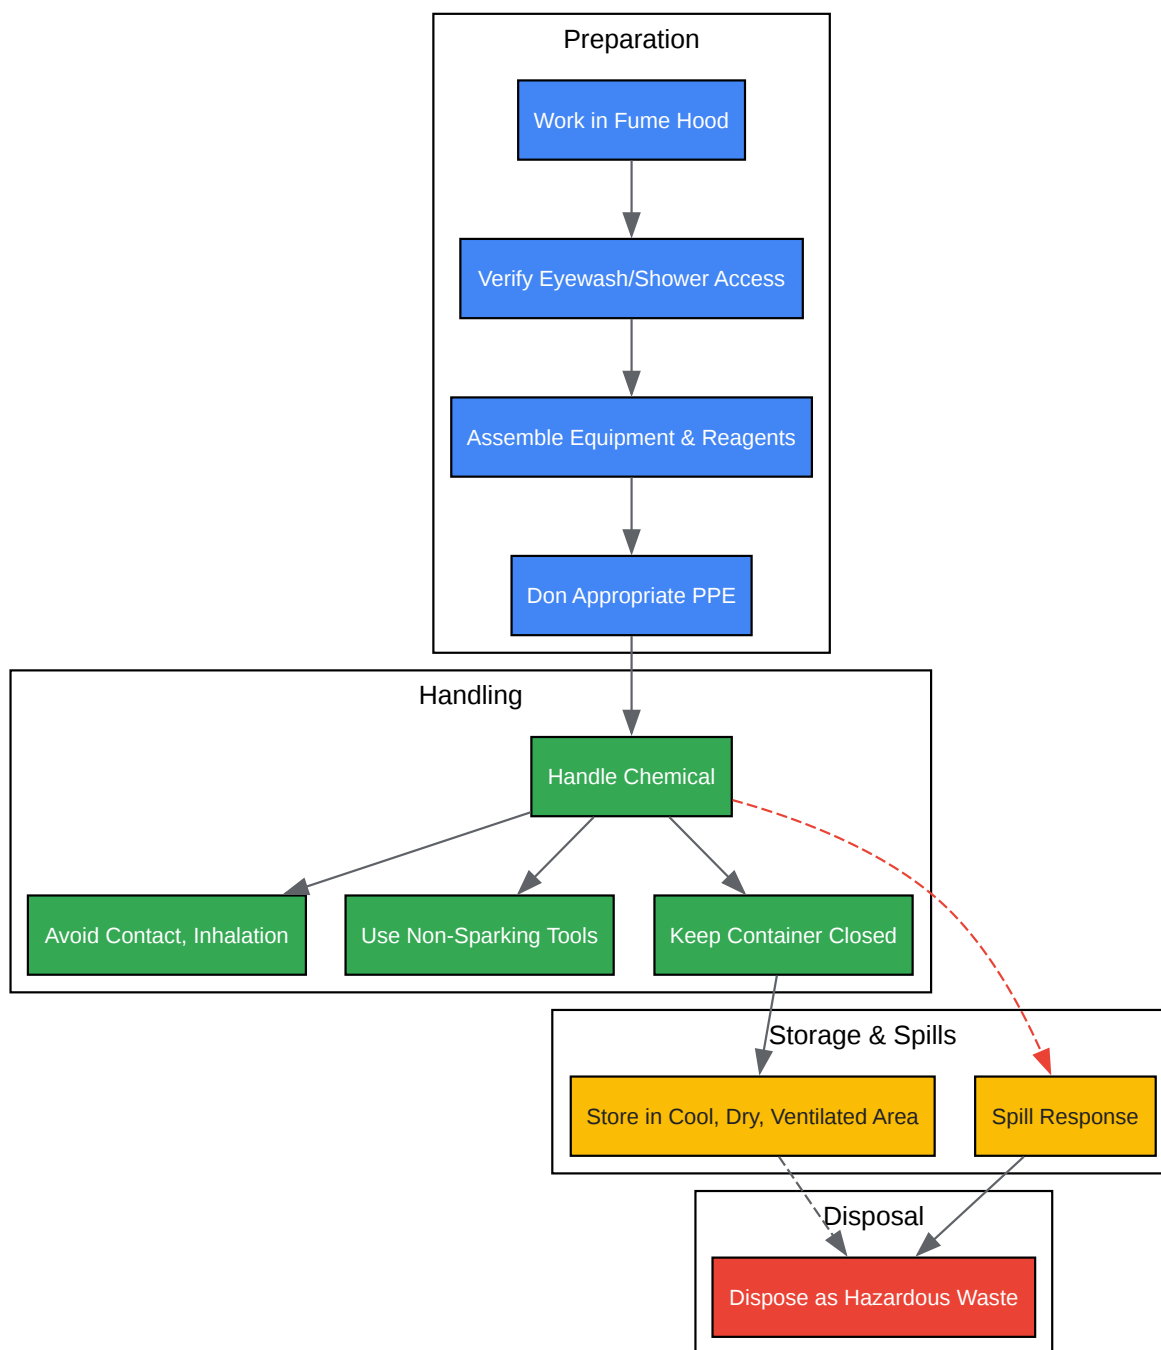 Preparation
Work in Fume Hood
Verify Eyewash/Shower Access
Assemble Equipment & Reagents
Don Appropriate PPE
Handling
Handle Chemical
Avoid Contact, Inhalation
Use Non-Sparking Tools
Keep Container Closed
Storage & Spills
Store in Cool, Dry, Ventilated Area
Spill Response
Disposal
Dispose as Hazardous Waste